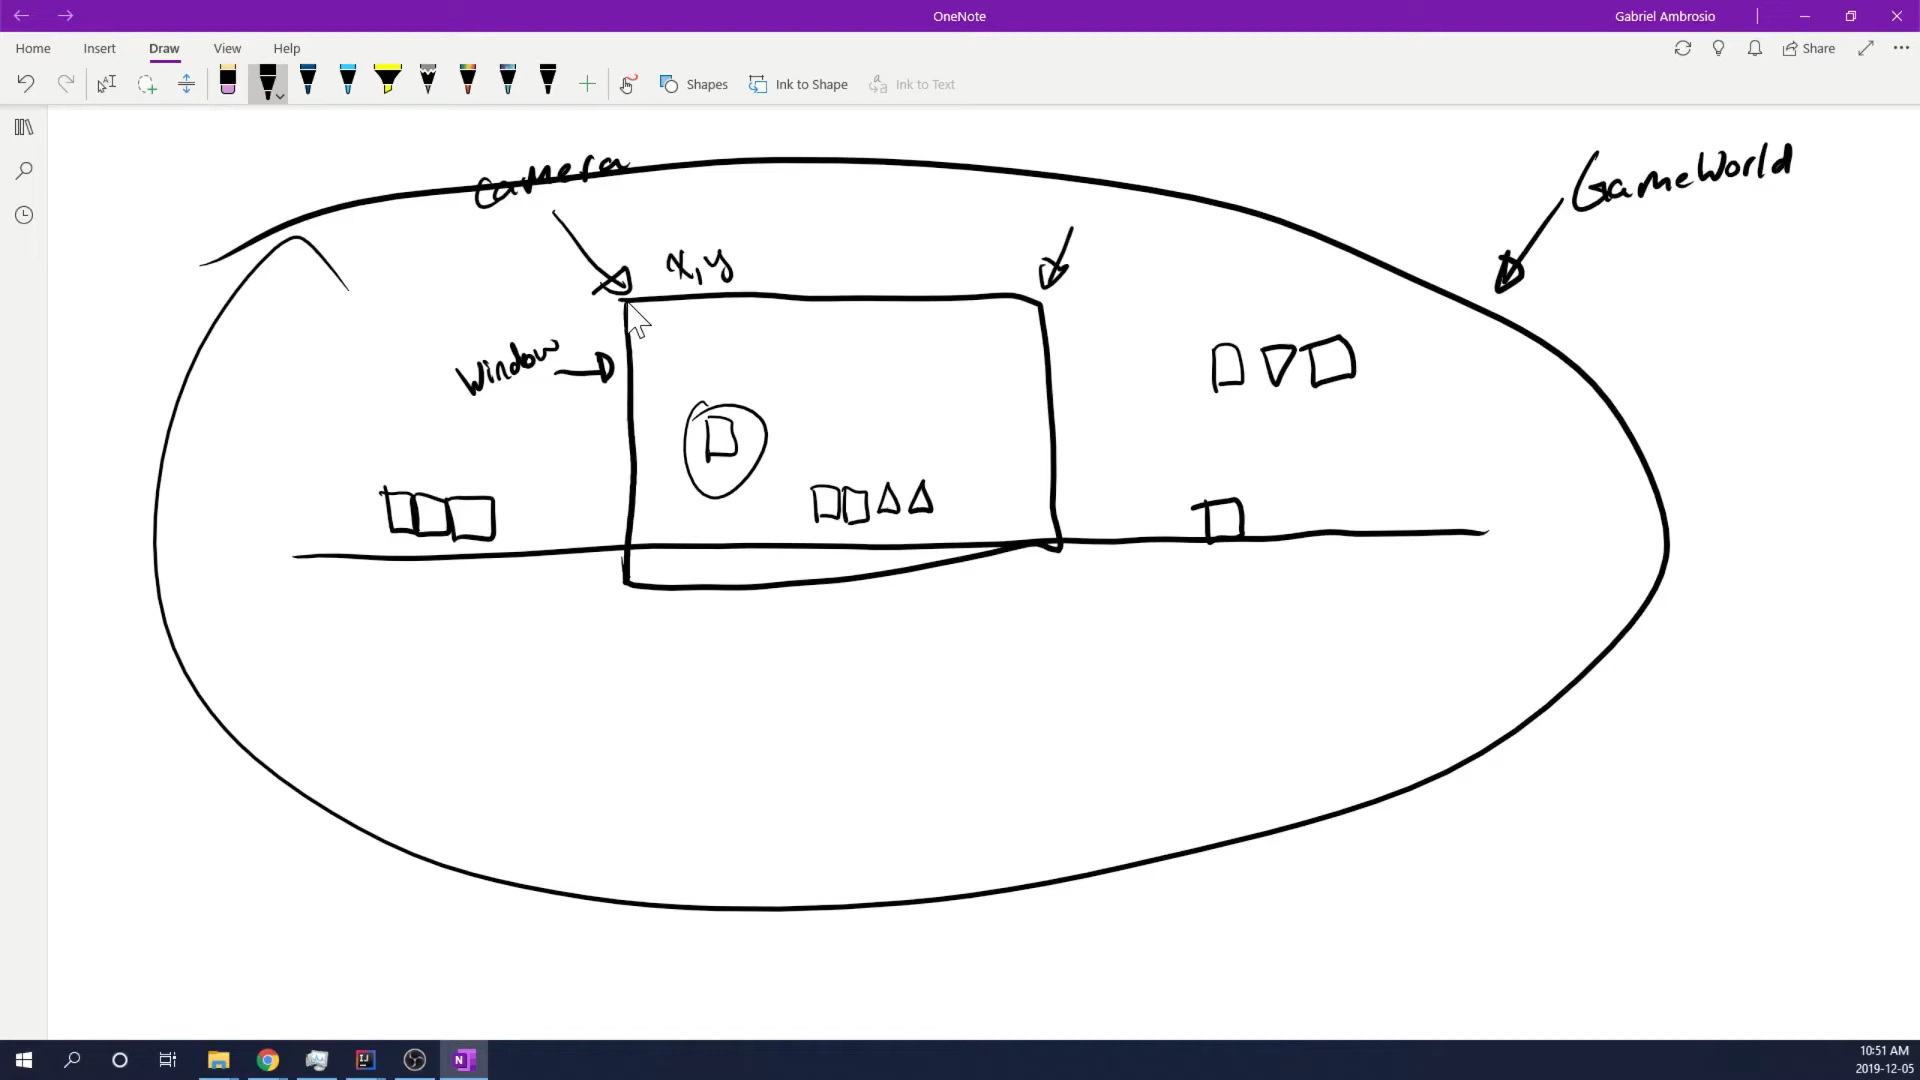 OneNote
Gabriel Ambrosio
Home Insert Draw View Help
Share
Shapes Ink to Shape Ink to Text
camera
GameWorld
x,y
Window
10:51 AM
2019-12-05